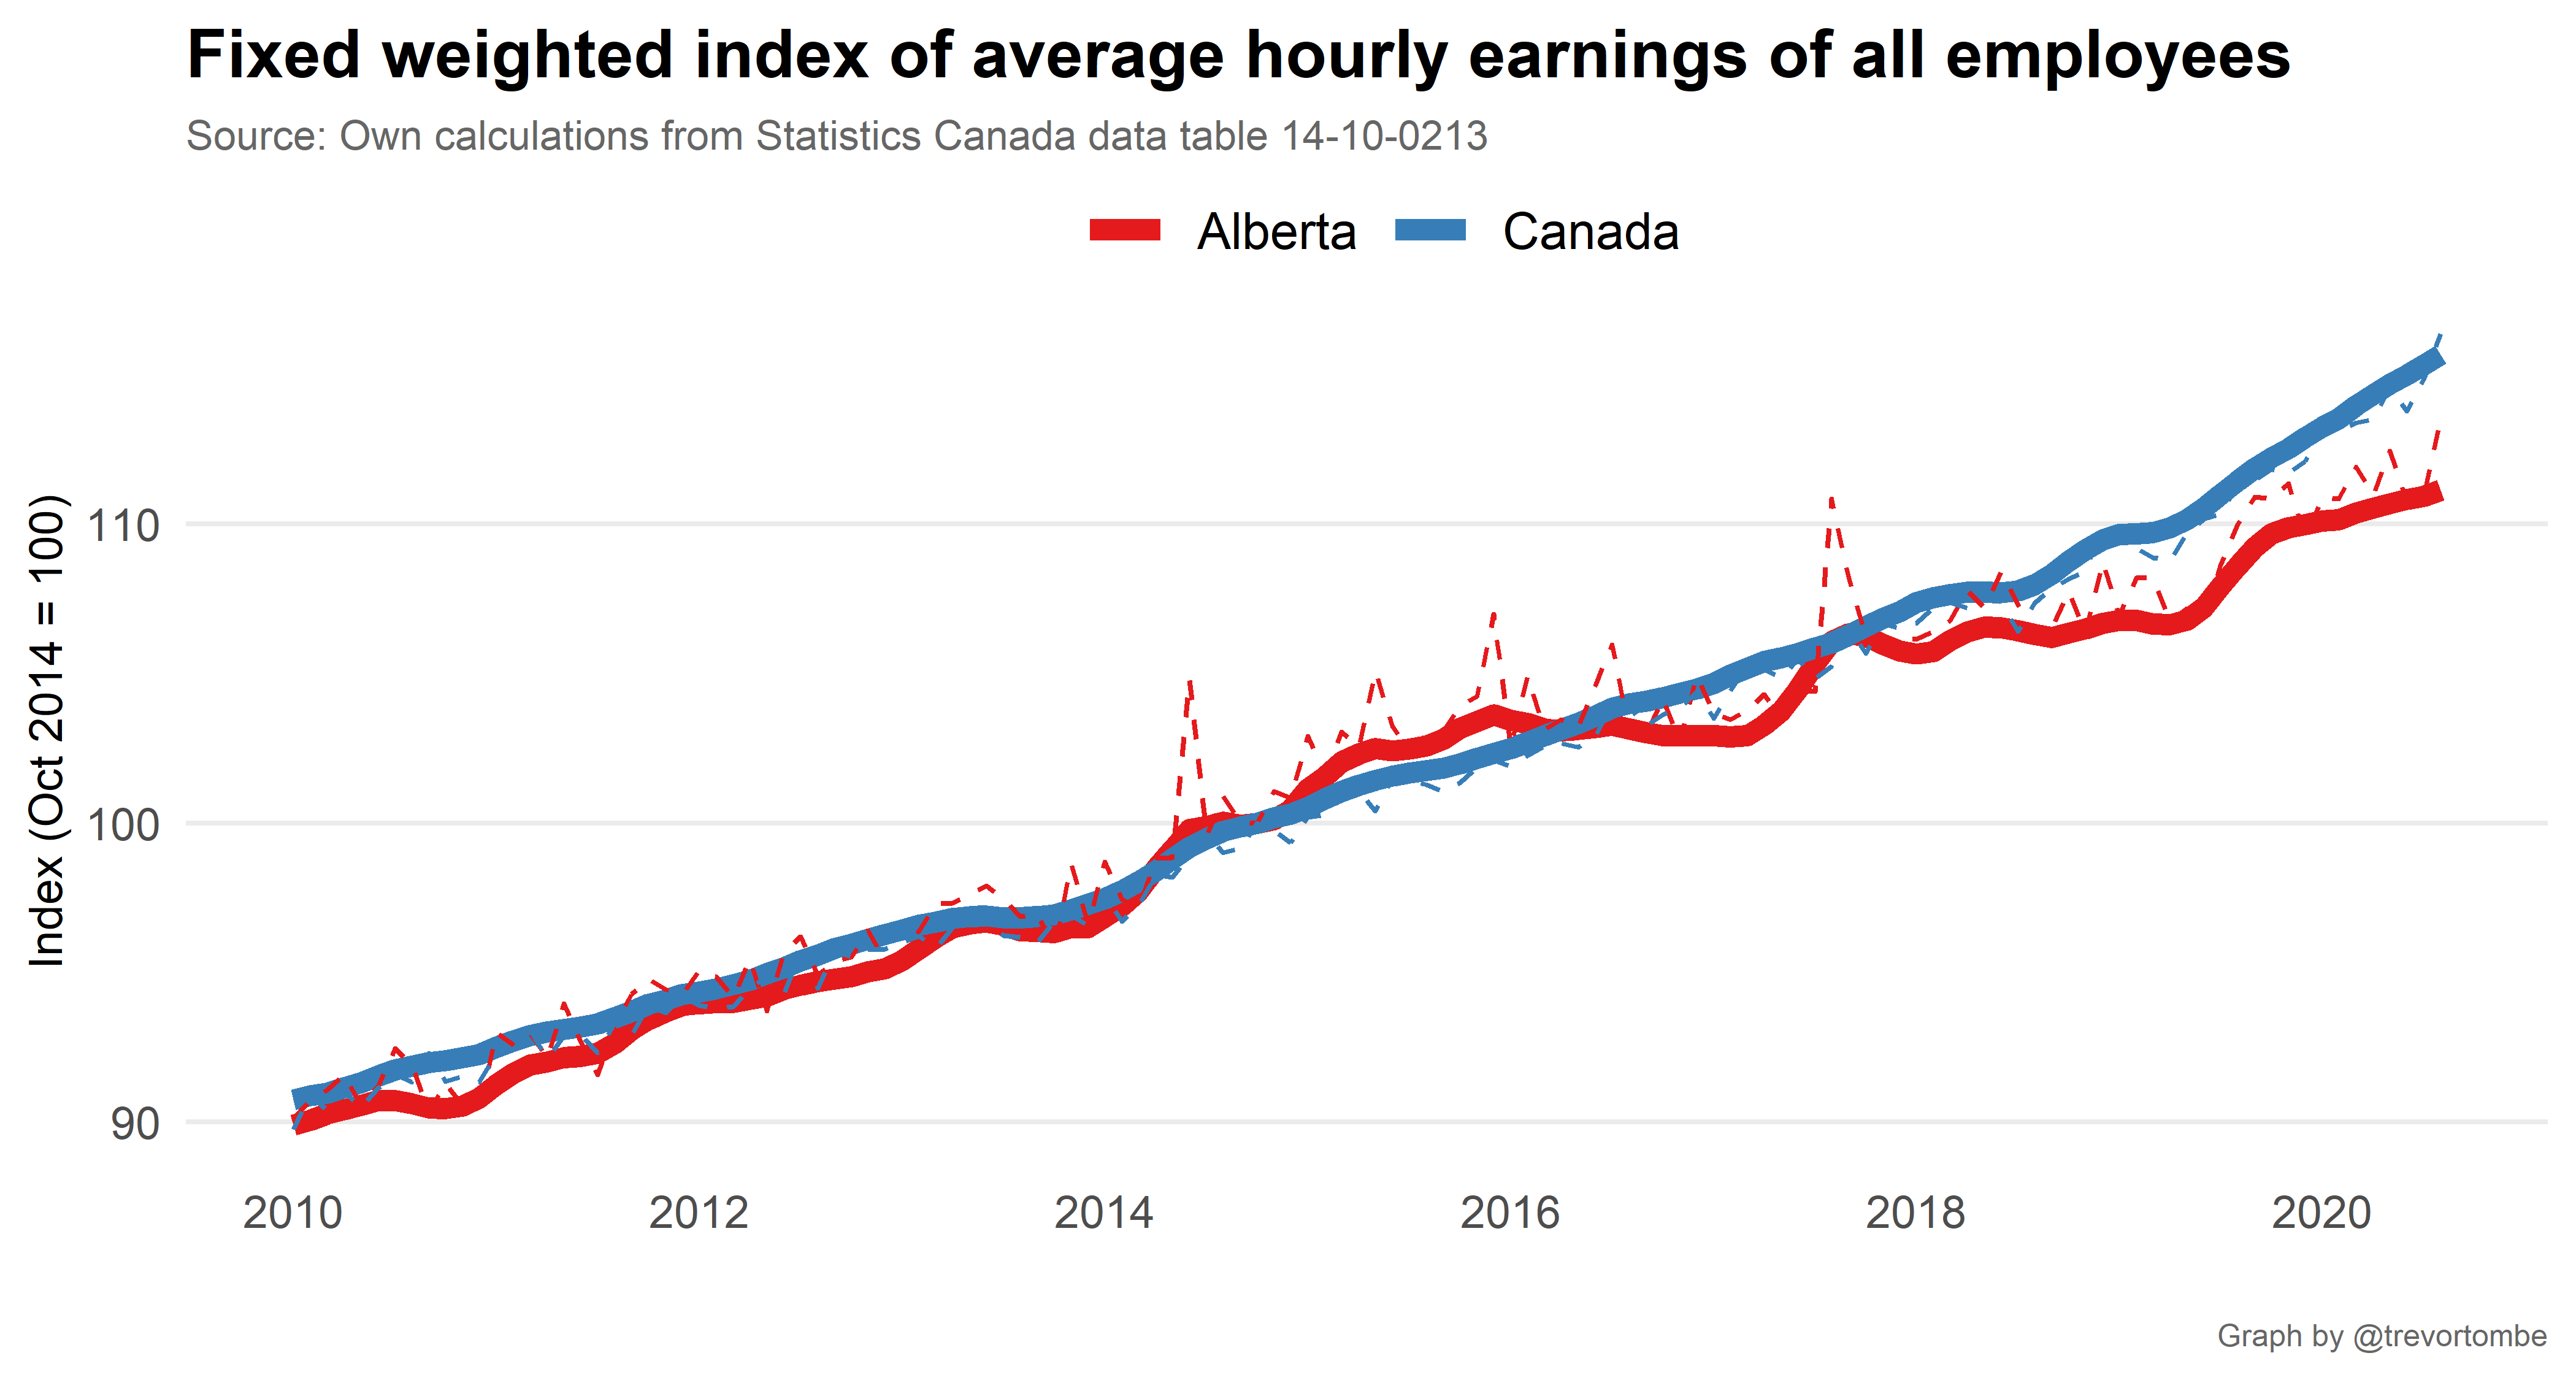 Fixed weighted index of average hourly earnings of all employees
Source: Own calculations from Statistics Canada data table 14-10-0213
Alberta Canada
Index (Oct 2014 = 100)
110
100
90
2010 2012 2014 2016 2018 2020
Graph by @trevortombe